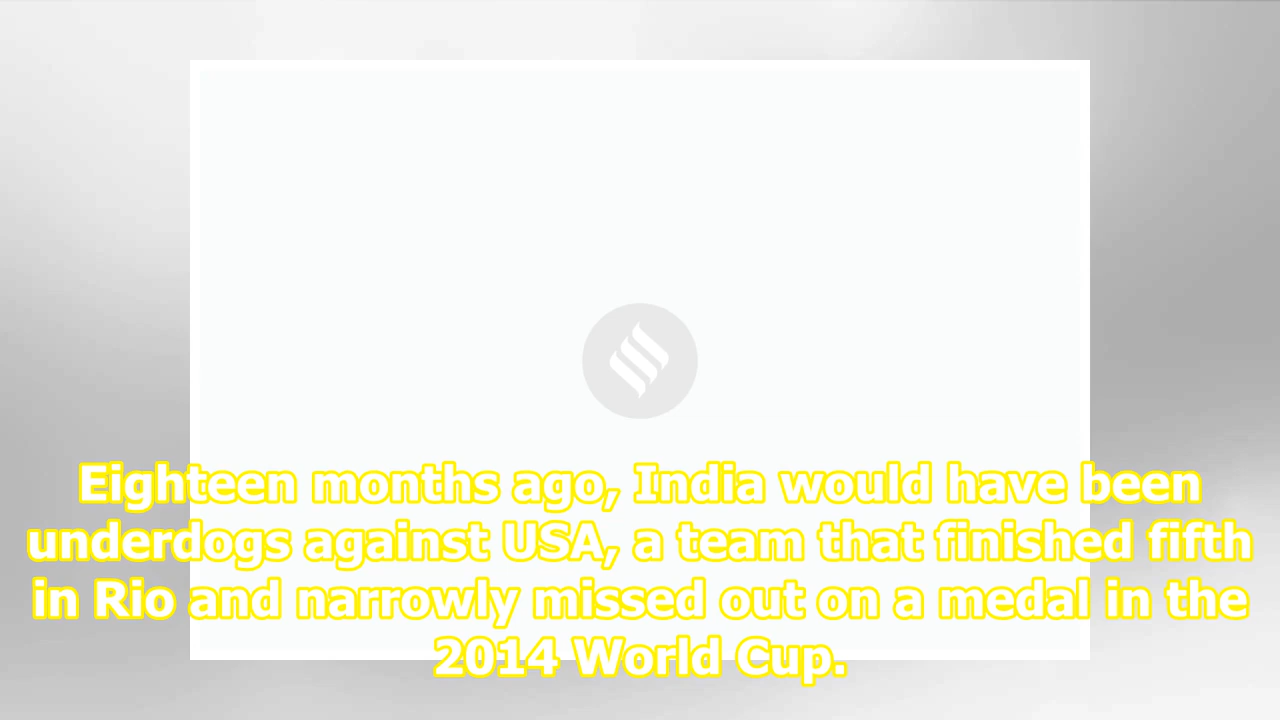 Eighteen months ago, India would have been
underdogs against USA, a team that finished fifth
in Rio and narrowly missed out on a medal in the
2014 World Cup.